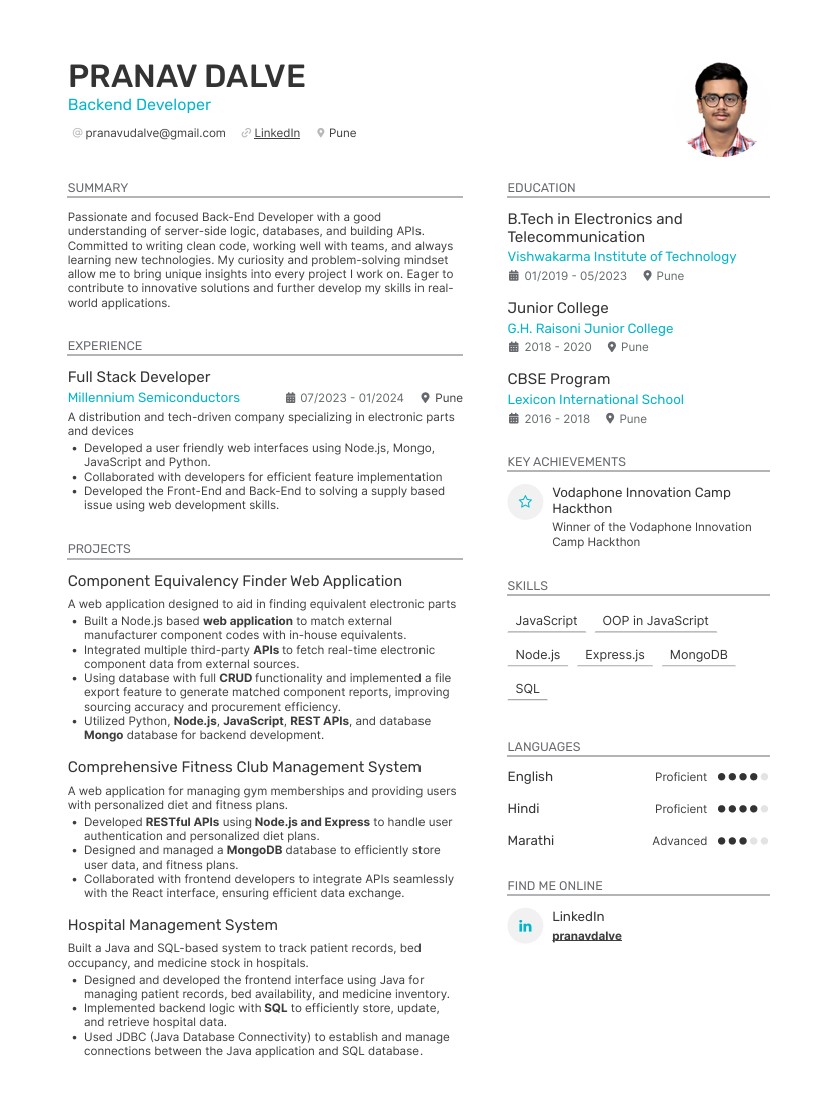 PRANAV DALVE
Backend Developer
pranavudalve@gmail.com LinkedIn Pune
SUMMARY
Passionate and focused Back-End Developer with a good
understanding of server-side logic, databases, and building APIs.
Committed to writing clean code, working well with teams, and always
learning new technologies. My curiosity and problem-solving mindset
allow me to bring unique insights into every project I work on. Eager to
contribute to innovative solutions and further develop my skills in real-
world applications.
EXPERIENCE
Full Stack Developer
Millennium Semiconductors 07/2023 - 01/2024 Pune
A distribution and tech-driven company specializing in electronic parts
and devices
• Developed a user friendly web interfaces using Node.js, Mongo,
JavaScript and Python.
• Collaborated with developers for efficient feature implementation
• Developed the Front-End and Back-End to solving a supply based
issue using web development skills.
PROJECTS
Component Equivalency Finder Web Application
A web application designed to aid in finding equivalent electronic parts
• Built a Node.js based web application to match external
manufacturer component codes with in-house equivalents.
• Integrated multiple third-party APIs to fetch real-time electronic
component data from external sources.
• Using database with full CRUD functionality and implemented a file
export feature to generate matched component reports, improving
sourcing accuracy and procurement efficiency.
• Utilized Python, Node.js, JavaScript, REST APIs, and database
Mongo database for backend development.
Comprehensive Fitness Club Management System
A web application for managing gym memberships and providing users
with personalized diet and fitness plans.
• Developed RESTful APIs using Node.js and Express to handle user
authentication and personalized diet plans.
• Designed and managed a MongoDB database to efficiently store
user data, and fitness plans.
• Collaborated with frontend developers to integrate APIs seamlessly
with the React interface, ensuring efficient data exchange.
Hospital Management System
Built a Java and SQL-based system to track patient records, bed
occupancy, and medicine stock in hospitals.
• Designed and developed the frontend interface using Java for
managing patient records, bed availability, and medicine inventory.
• Implemented backend logic with SQL to efficiently store, update,
and retrieve hospital data.
• Used JDBC (Java Database Connectivity) to establish and manage
connections between the Java application and SQL database.
EDUCATION
B.Tech in Electronics and
Telecommunication
Vishwakarma Institute of Technology
01/2019 - 05/2023 Pune
Junior College
G.H. Raisoni Junior College
2018 - 2020 Pune
CBSE Program
Lexicon International School
2016 - 2018 Pune
KEY ACHIEVEMENTS
Vodaphone Innovation Camp
Hackthon
Winner of the Vodaphone Innovation
Camp Hackthon
SKILLS
JavaScript OOP in JavaScript
Node.js Express.js MongoDB
SQL
LANGUAGES
English Proficient
Hindi Proficient
Marathi Advanced
FIND ME ONLINE
LinkedIn
pranavdalve